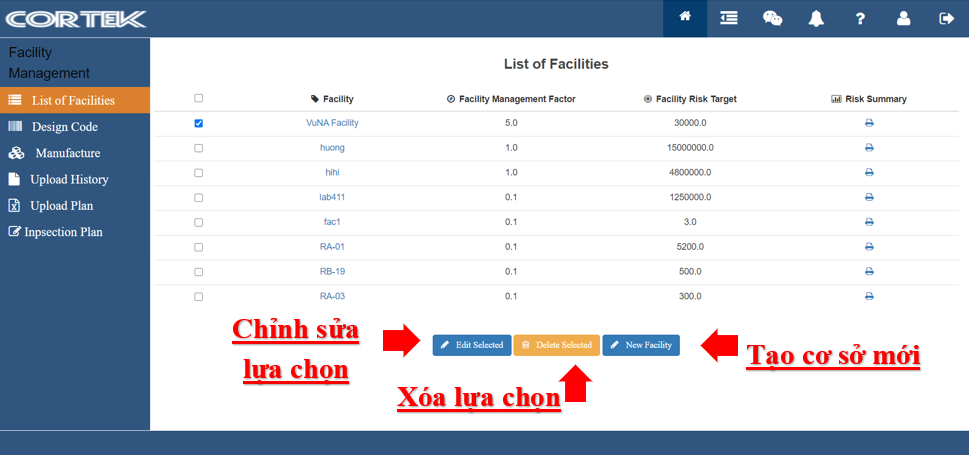 CORTEK
Facility
Management
List of Facilities
Design Code
Manufacture
Upload History
Upload Plan
Inpsection Plan
List of Facilities
Facility Facility Management Factor Facility Risk Target Risk Summary
VuNA Facility 5.0 30000.0
huong 1.0 15000000.0
hihi 1.0 4800000.0
lab411 0.1 1250000.0
fac1 0.1 3.0
RA-01 0.1 5200.0
RB-19 0.1 500.0
RA-03 0.1 300.0
Chỉnh sửa
lựa chọn
Edit Selected Delete Selected New Facility
Tạo cơ sở mới
Xóa lựa chọn